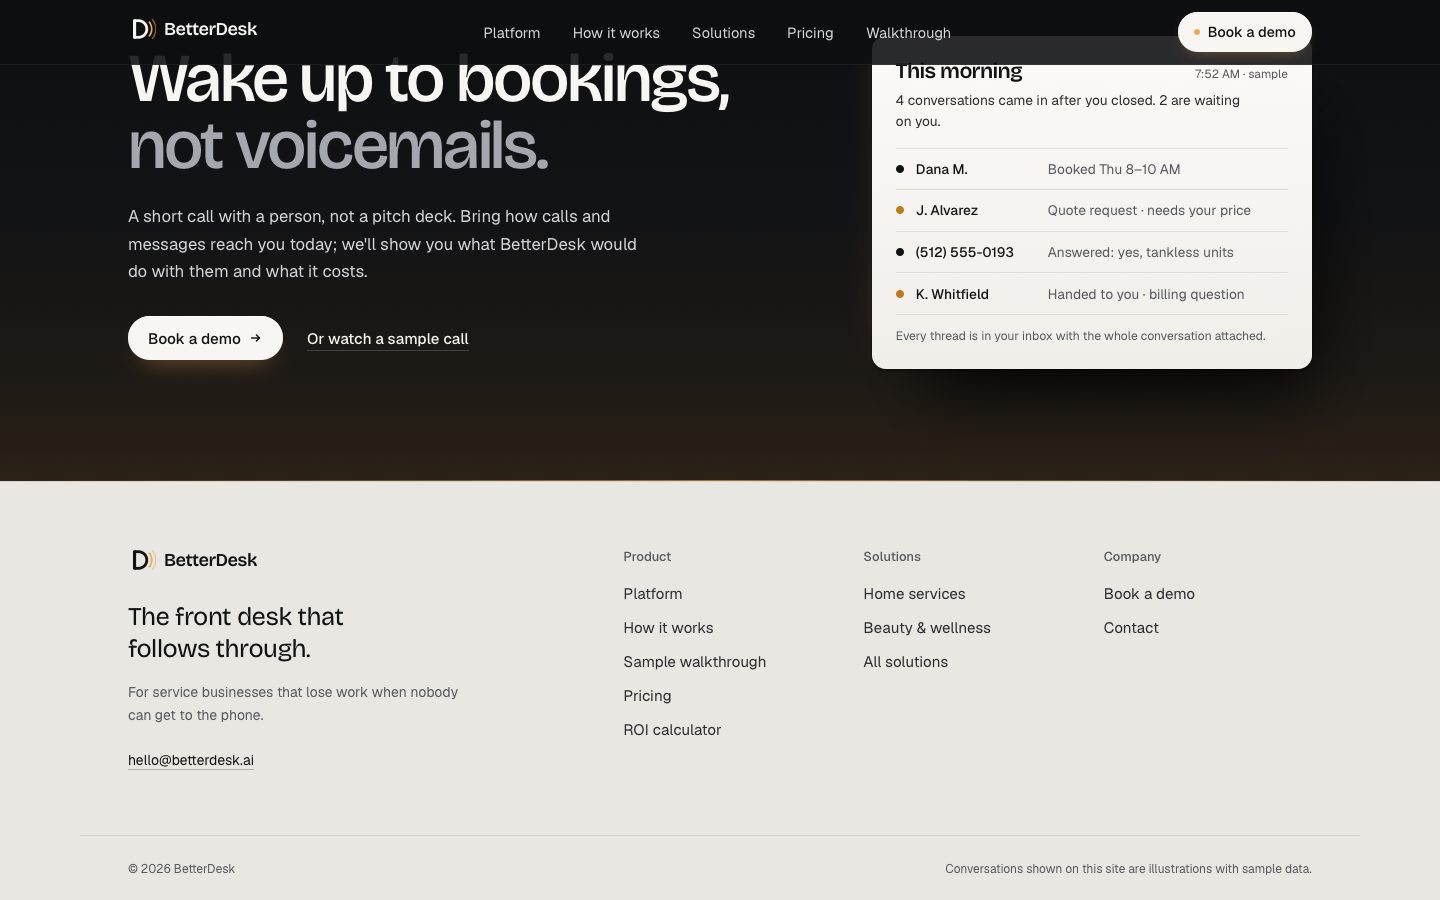 BetterDesk
Platform
How it works
Solutions
Pricing
Walkthrough
Book a demo
Wake up to bookings,
not voicemails.
A short call with a person, not a pitch deck. Bring how calls and
messages reach you today; we'll show you what BetterDesk would
do with them and what it costs.
Book a demo →
Or watch a sample call
This morning
7:52 AM · sample
4 conversations came in after you closed. 2 are waiting
on you.
Dana M. Booked Thu 8–10 AM
J. Alvarez Quote request · needs your price
(512) 555-0193 Answered: yes, tankless units
K. Whitfield Handed to you · billing question
Every thread is in your inbox with the whole conversation attached.
BetterDesk
The front desk that
follows through.
For service businesses that lose work when nobody
can get to the phone.
hello@betterdesk.ai
Product
Platform
How it works
Sample walkthrough
Pricing
ROI calculator
Solutions
Home services
Beauty & wellness
All solutions
Company
Book a demo
Contact
© 2026 BetterDesk
Conversations shown on this site are illustrations with sample data.